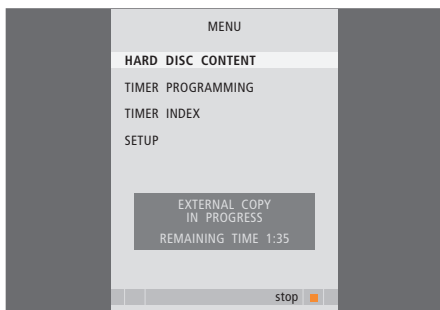 MENU
HARD DISC CONTENT
TIMER PROGRAMMING
TIMER INDEX
SETUP
EXTERNAL COPY
IN PROGRESS
REMAINING TIME 1:35
stop